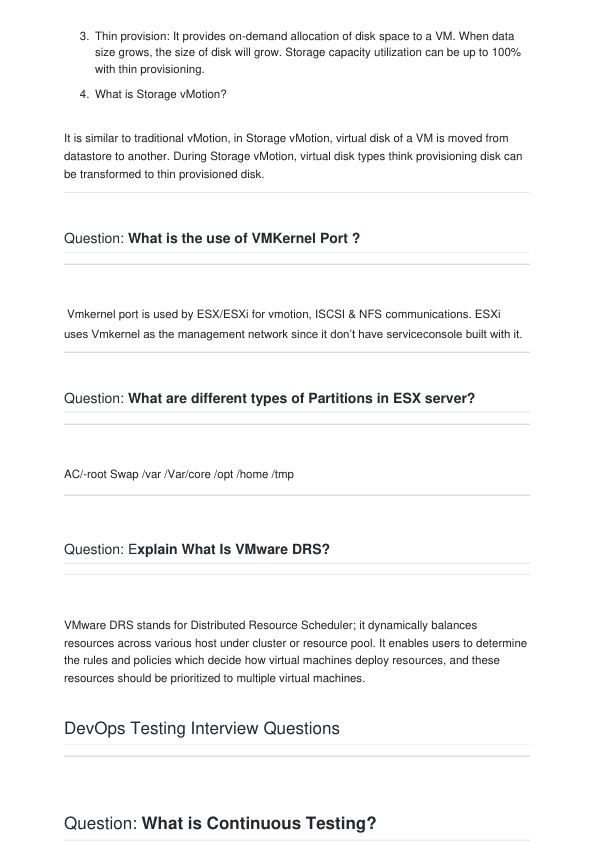 3. Thin provision: It provides on-demand allocation of disk space to a VM. When data
size grows, the size of disk will grow. Storage capacity utilization can be up to 100%
with thin provisioning.
4. What is Storage vMotion?
It is similar to traditional vMotion, in Storage vMotion, virtual disk of a VM is moved from
datastore to another. During Storage vMotion, virtual disk types think provisioning disk can
be transformed to thin provisioned disk.
Question: What is the use of VMKernel Port ?
Vmkernel port is used by ESX/ESXi for vmotion, ISCSI & NFS communications. ESXi
uses Vmkernel as the management network since it don’t have serviceconsole built with it.
Question: What are different types of Partitions in ESX server?
AC/-root Swap /var /Var/core /opt /home /tmp
Question: Explain What Is VMware DRS?
VMware DRS stands for Distributed Resource Scheduler; it dynamically balances
resources across various host under cluster or resource pool. It enables users to determine
the rules and policies which decide how virtual machines deploy resources, and these
resources should be prioritized to multiple virtual machines.
DevOps Testing Interview Questions
Question: What is Continuous Testing?